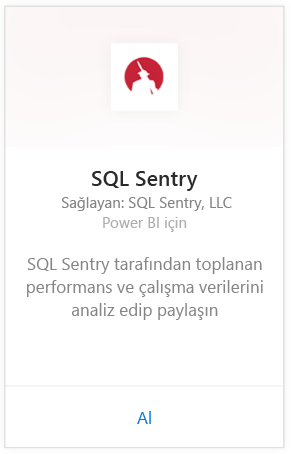 SQL Sentry
Sağlayan: SQL Sentry, LLC
Power BI için
SQL Sentry tarafından toplanan
performans ve çalışma verilerini
analiz edip paylaşın
Al